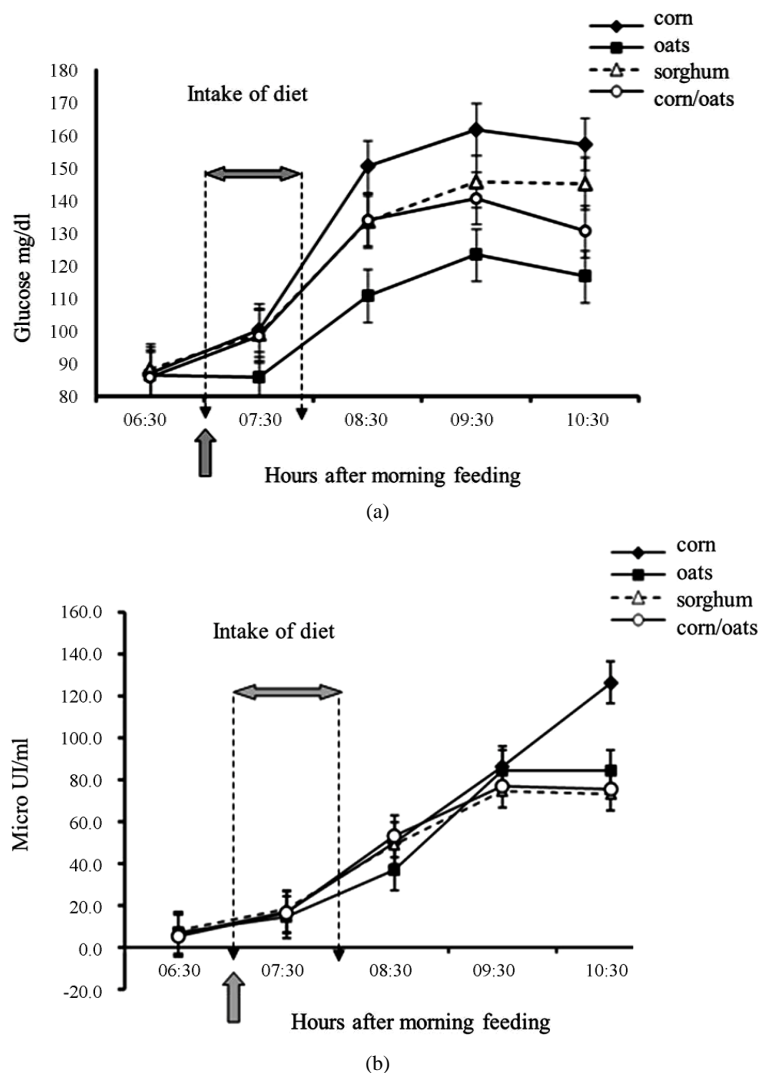 corn
oats
sorghum
corn/oats
180
170
160
150
140
130
120
110
100
90
80
Glucose mg/dl
Intake of diet
06:30 07:30 08:30 09:30 10:30
Hours after morning feeding
(a)
corn
oats
sorghum
corn/oats
160.0
140.0
120.0
100.0
80.0
60.0
40.0
20.0
0.0
-20.0
Micro UI/ml
Intake of diet
06:30 07:30 08:30 09:30 10:30
Hours after morning feeding
(b)